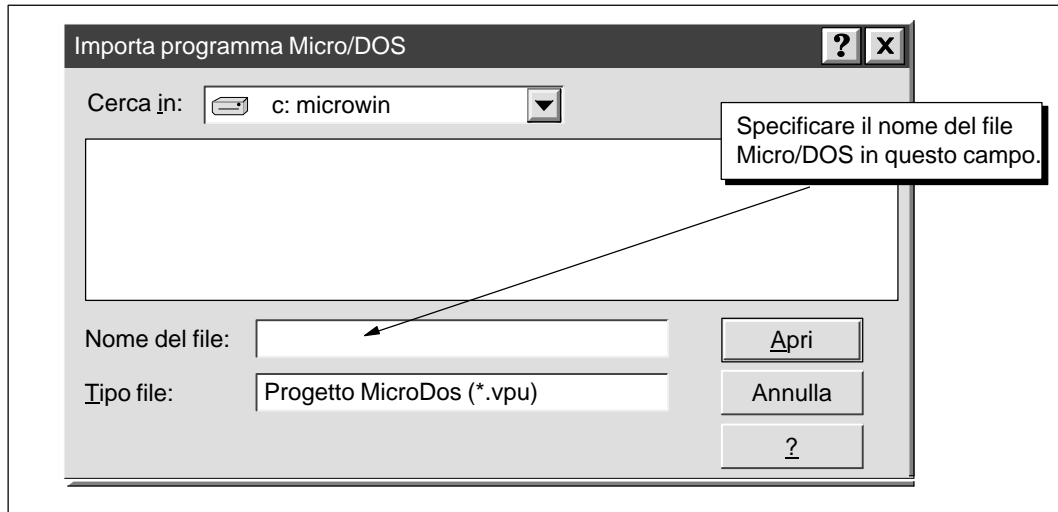 Importa programma Micro/DOS
? X
Cerca in: c: microwin
Specificare il nome del file
Micro/DOS in questo campo.
Nome del file:
Apri
Tipo file: Progetto MicroDos (*.vpu)
Annulla
?